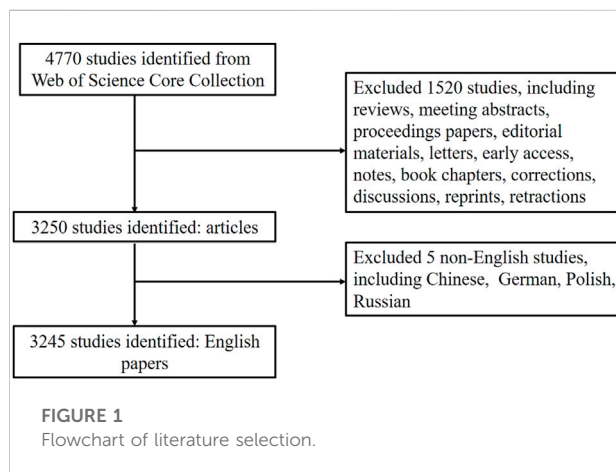 4770 studies identified from
Web of Science Core Collection
Excluded 1520 studies, including
reviews, meeting abstracts,
proceedings papers, editorial
materials, letters, early access,
notes, book chapters, corrections,
discussions, reprints, retractions
3250 studies identified: articles
Excluded 5 non-English studies,
including Chinese, German, Polish,
Russian
3245 studies identified: English
papers
FIGURE 1
Flowchart of literature selection.